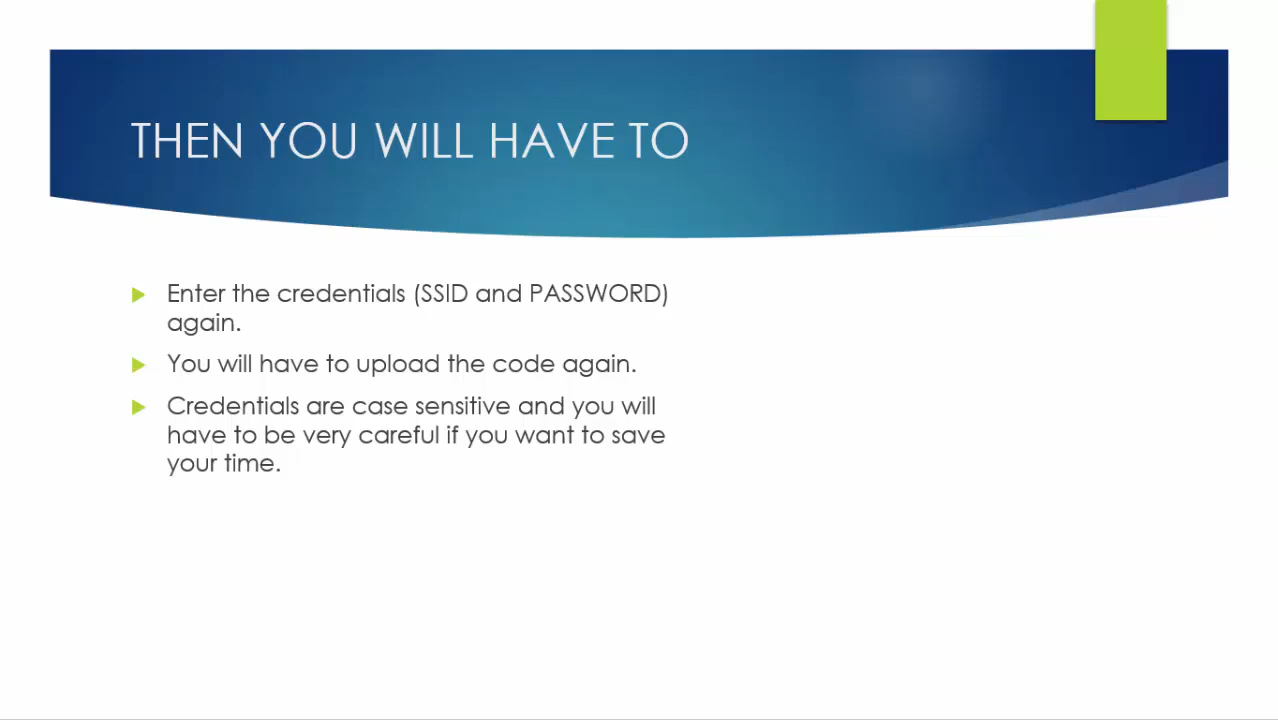 THEN YOU WILL HAVE TO
Enter the credentials (SSID and PASSWORD)
again.
You will have to upload the code again.
Credentials are case sensitive and you will
have to be very careful if you want to save
your time.